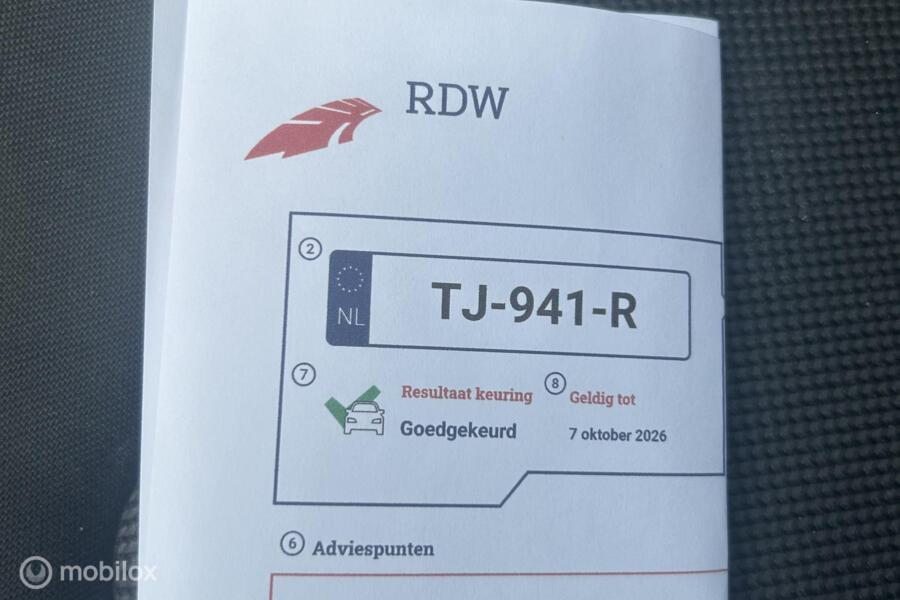 RDW
2
NL
TJ-941-R
7
Resultaat keuring
8
Geldig tot
Goedgekeurd
7 oktober 2026
6
Adviespunten
mobilox